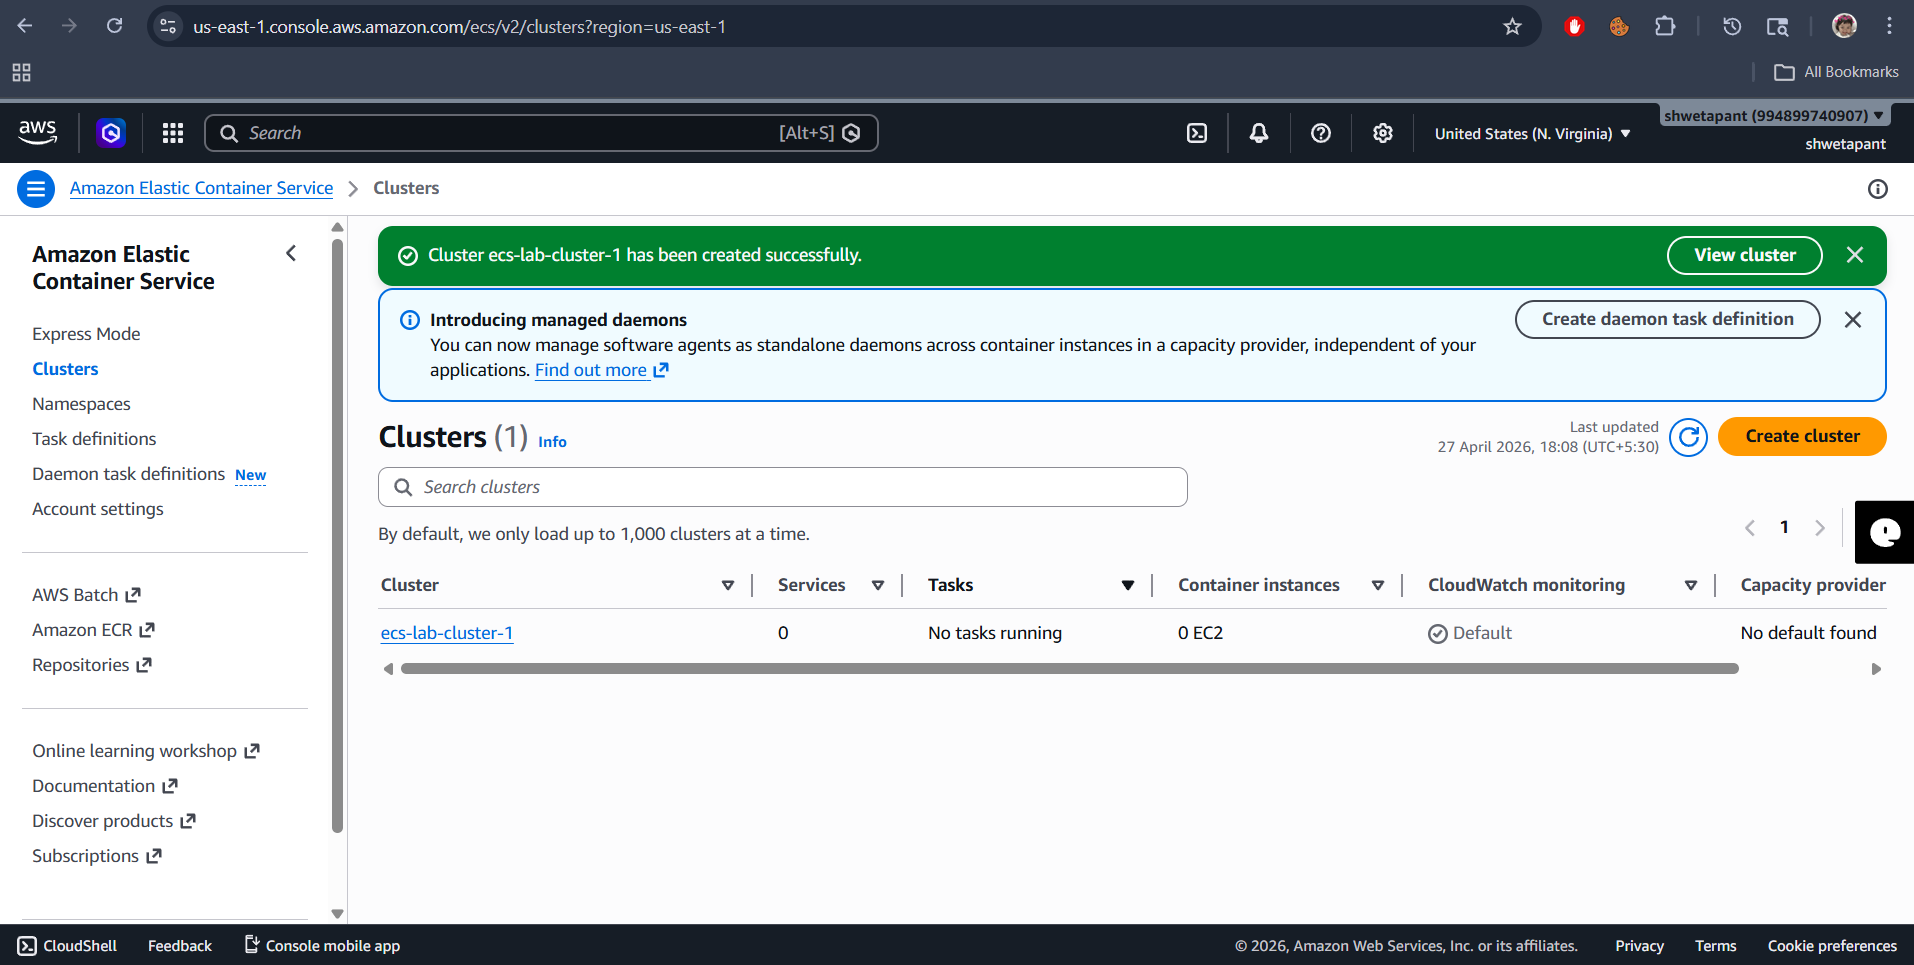 us-east-1.console.aws.amazon.com/ecs/v2/clusters?region=us-east-1
All Bookmarks
aws
Search
[Alt+S]
United States (N. Virginia)
shwetapant (994899740907)
shwetapant
Amazon Elastic Container Service
Clusters
Amazon Elastic
Container Service
Express Mode
Clusters
Namespaces
Task definitions
Daemon task definitions New
Account settings
AWS Batch
Amazon ECR
Repositories
Online learning workshop
Documentation
Discover products
Subscriptions
Cluster ecs-lab-cluster-1 has been created successfully.
View cluster
Introducing managed daemons
You can now manage software agents as standalone daemons across container instances in a capacity provider, independent of your
applications. Find out more
Create daemon task definition
Clusters (1) Info
Last updated
27 April 2026, 18:08 (UTC+5:30)
Create cluster
Search clusters
By default, we only load up to 1,000 clusters at a time.
1
Cluster Services Tasks Container instances CloudWatch monitoring Capacity provider
ecs-lab-cluster-1 0 No tasks running 0 EC2 Default No default found
CloudShell Feedback Console mobile app
© 2026, Amazon Web Services, Inc. or its affiliates. Privacy Terms Cookie preferences